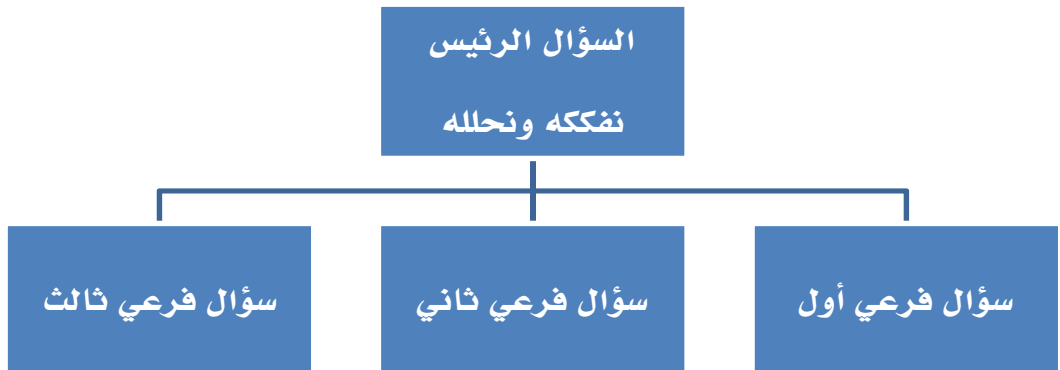 السؤال الرئيس
نفككه ونحلله
سؤال فرعي أول
سؤال فرعي ثاني
سؤال فرعي ثالث